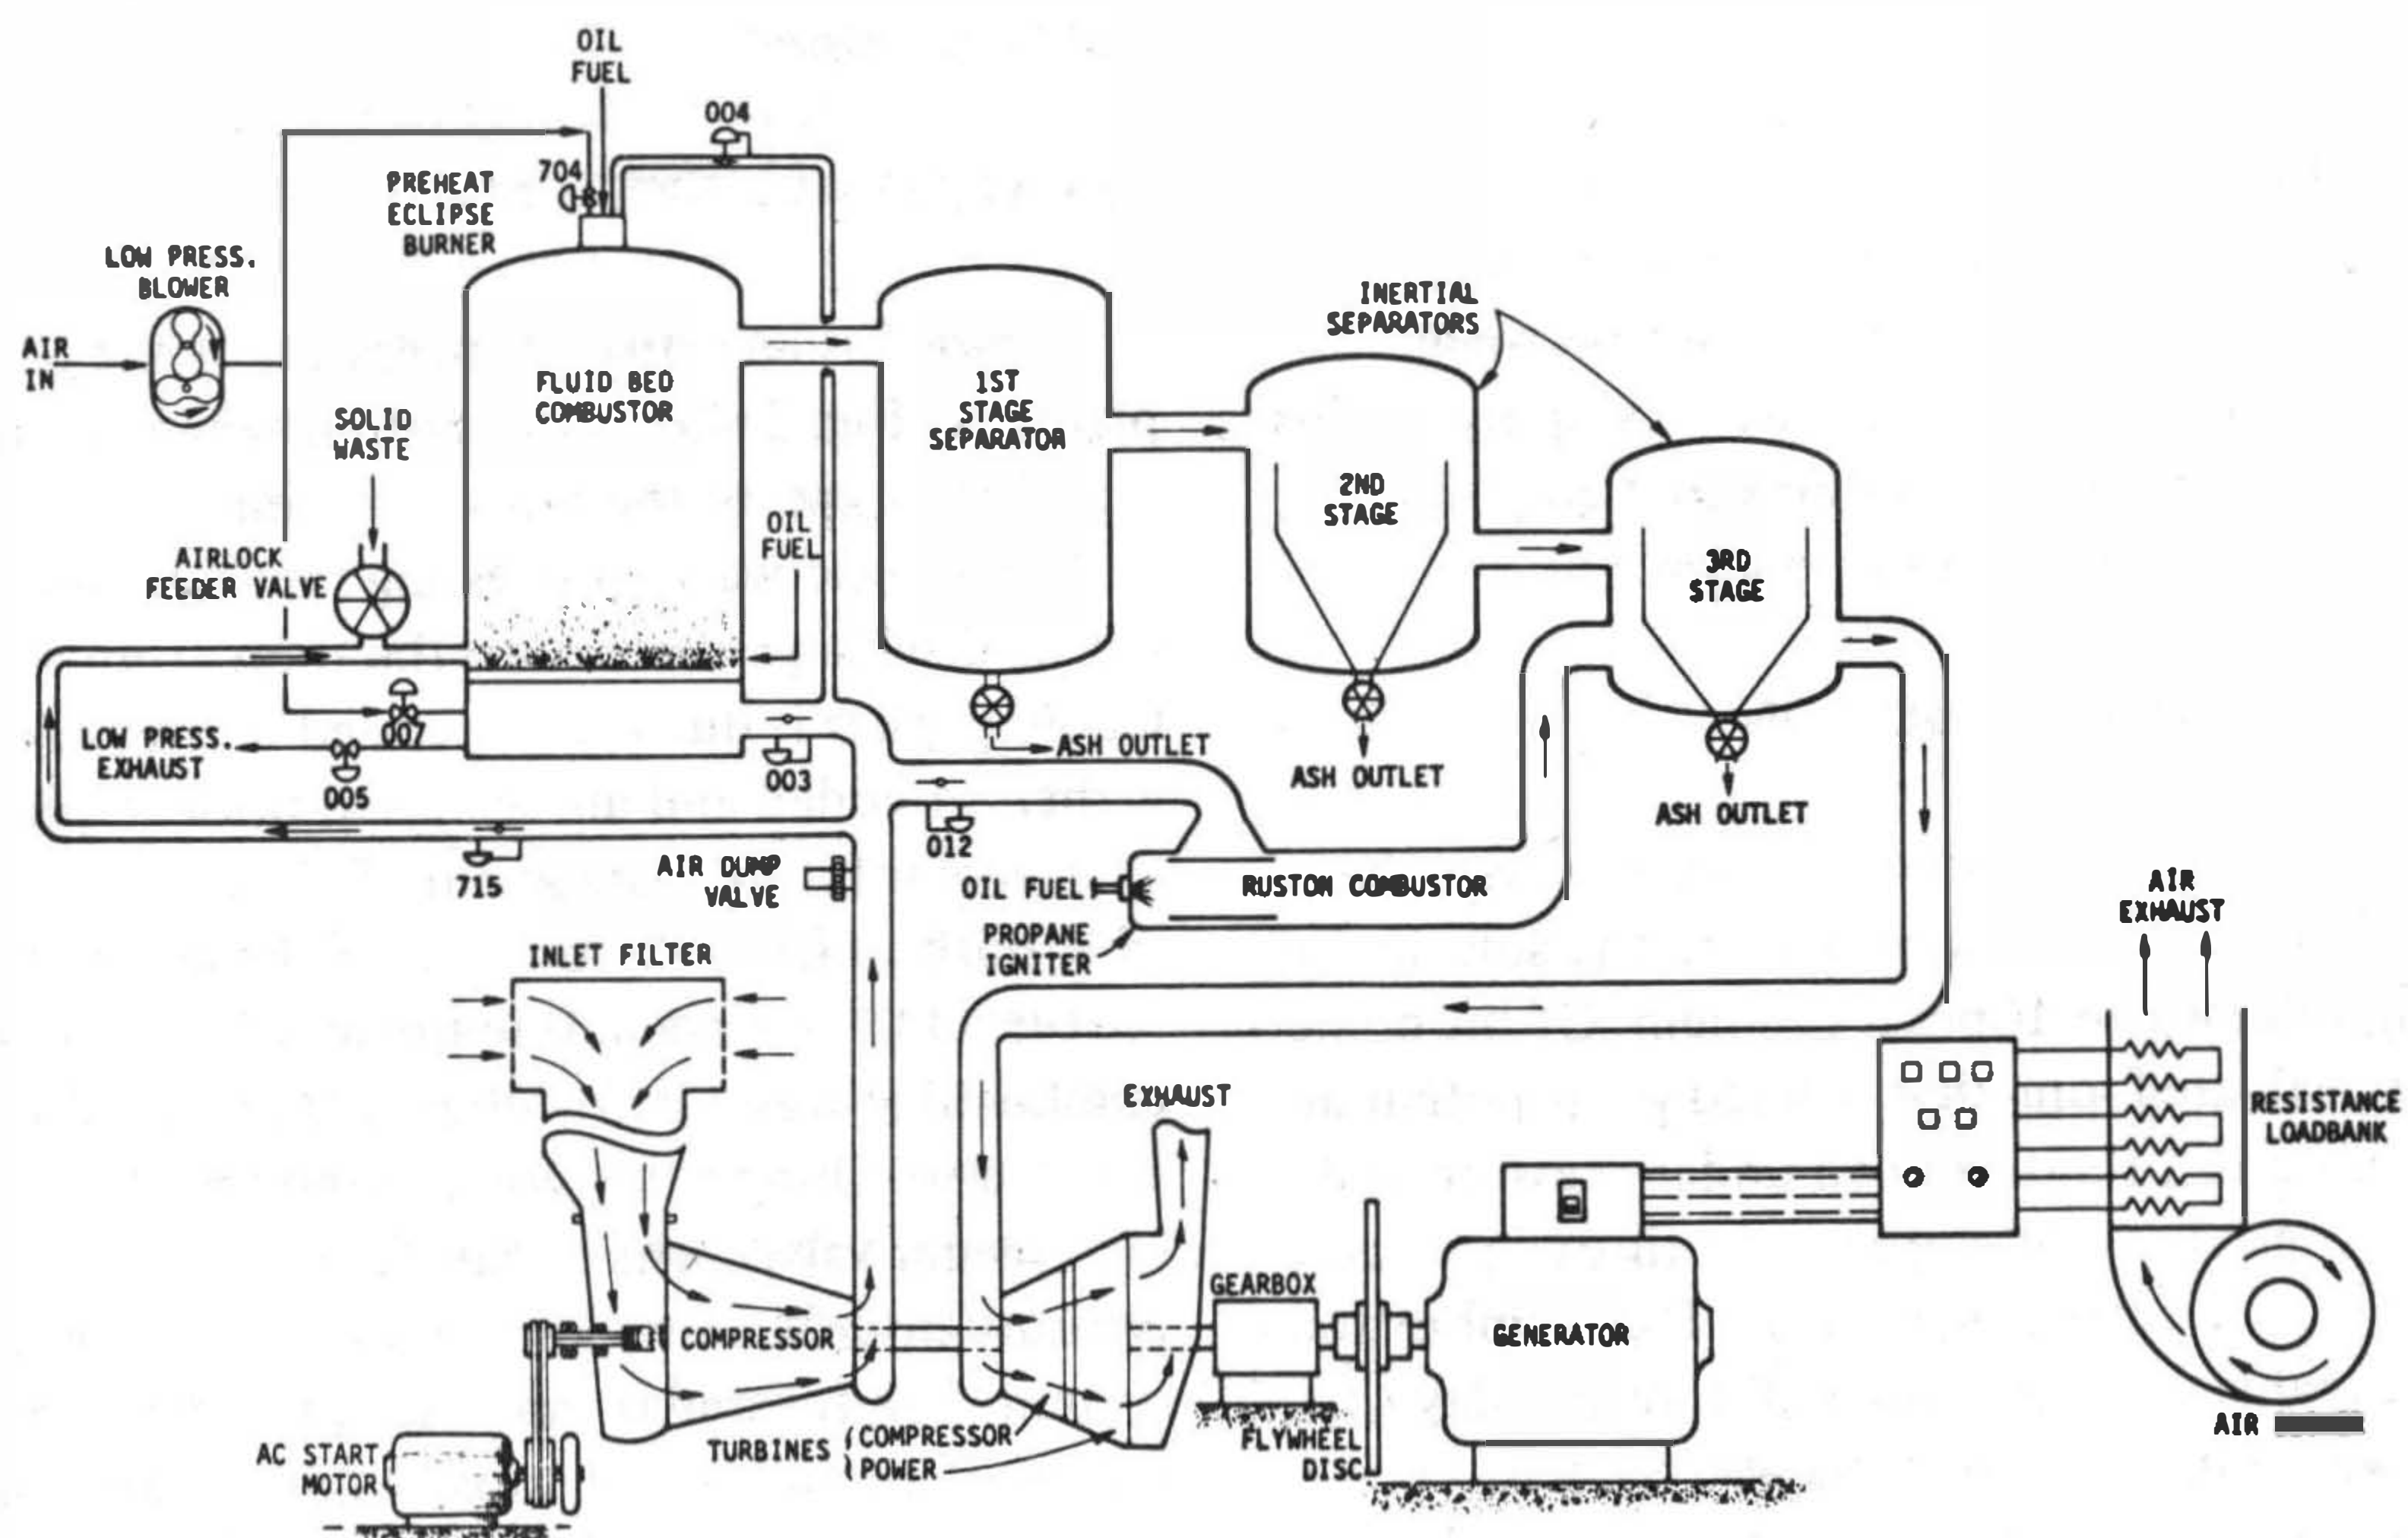 OIL
FUEL
004
704
PREHEAT
ECLIPSE
BURNER
LOW PRESS.
BLOWER
AIR
IN
INERTIAL
SEPARATORS
FLUID BED
COMBUSTOR
1ST
STAGE
SEPARATOR
SOLID
WASTE
2ND
STAGE
OIL
FUEL
AIRLOCK
FEEDER VALVE
3RD
STAGE
007
LOW PRESS.
EXHAUST
005
003
ASH OUTLET
ASH OUTLET
ASH OUTLET
012
715
AIR DUMP
VALVE
OIL FUEL
RUSTON COMBUSTOR
PROPANE
IGNITER
AIR
EXHAUST
INLET FILTER
EXHAUST
RESISTANCE
LOADBANK
GEARBOX
COMPRESSOR
GENERATOR
TURBINES
COMPRESSOR
POWER
FLYWHEEL
DISC
AC START
MOTOR
AIR